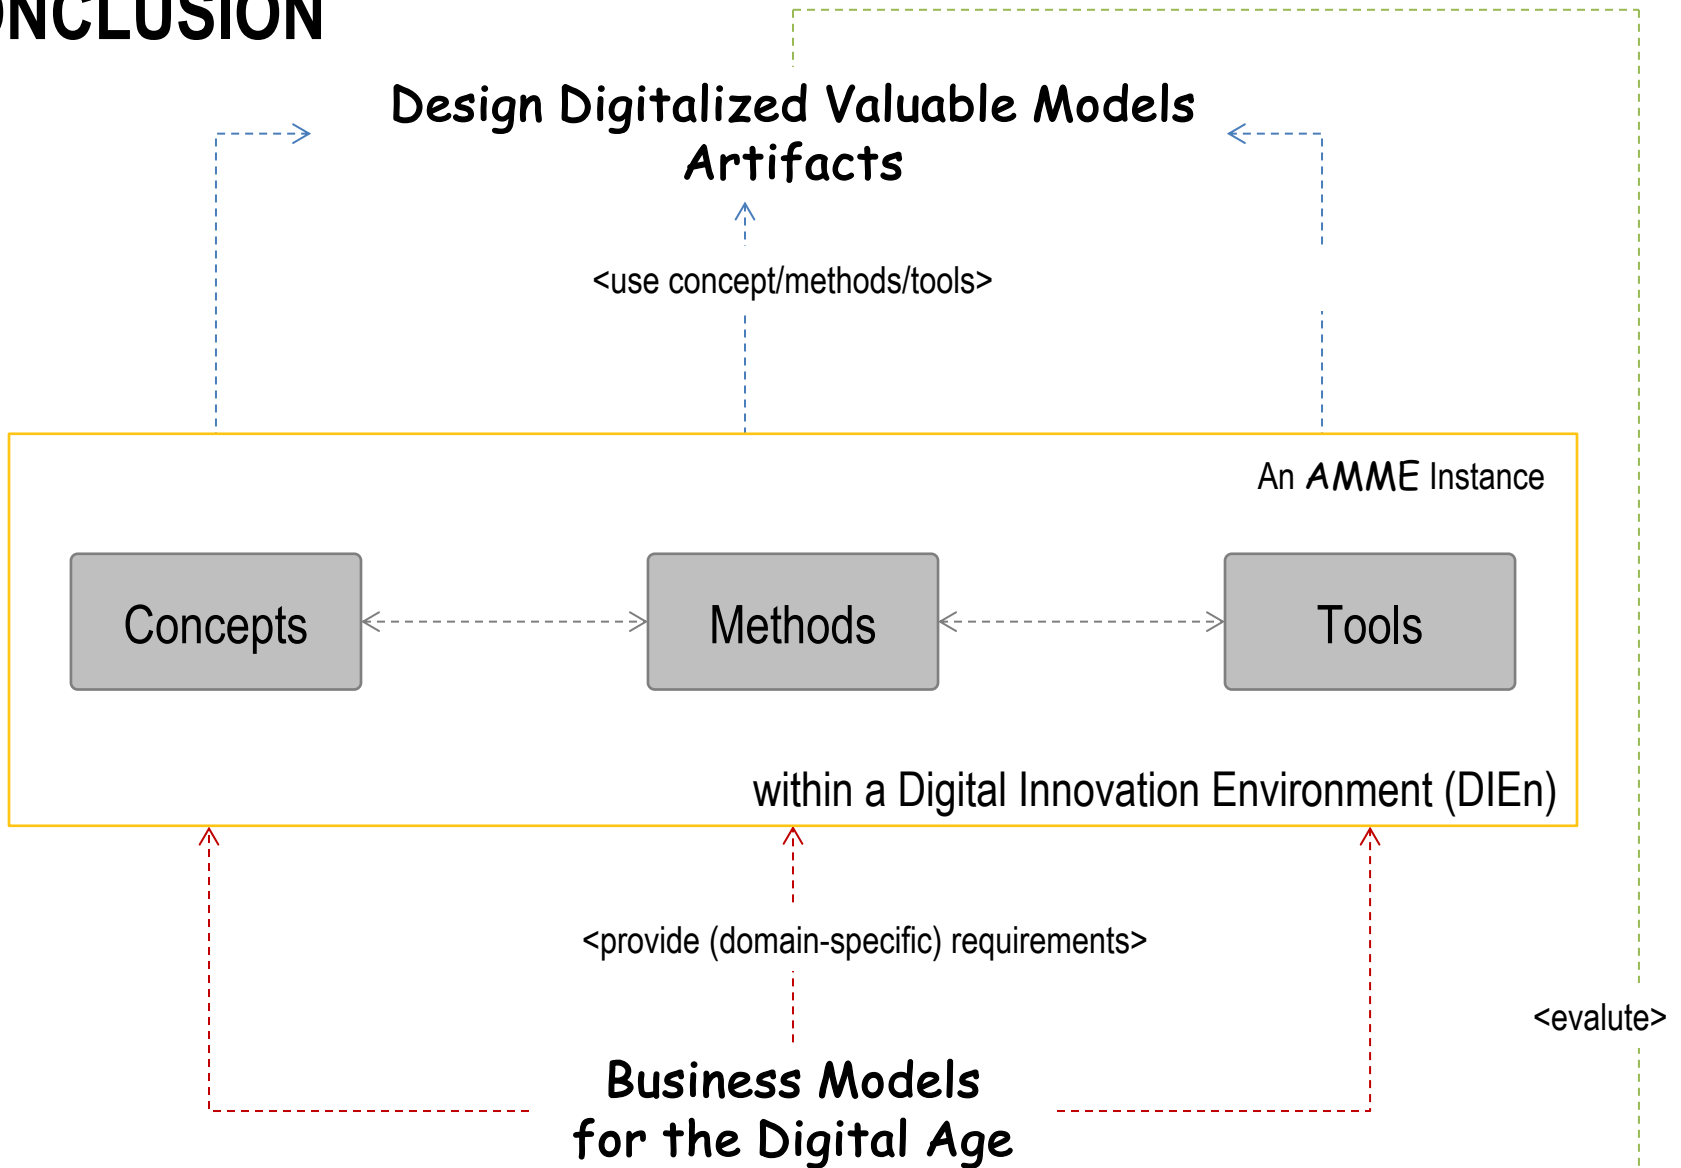 ONCLUSION
Design Digitalized Valuable Models
Artifacts
<use concept/methods/tools>
An AMME Instance
Concepts
Methods
Tools
within a Digital Innovation Environment (DIEn)
<provide (domain-specific) requirements>
<evalute>
Business Models
for the Digital Age